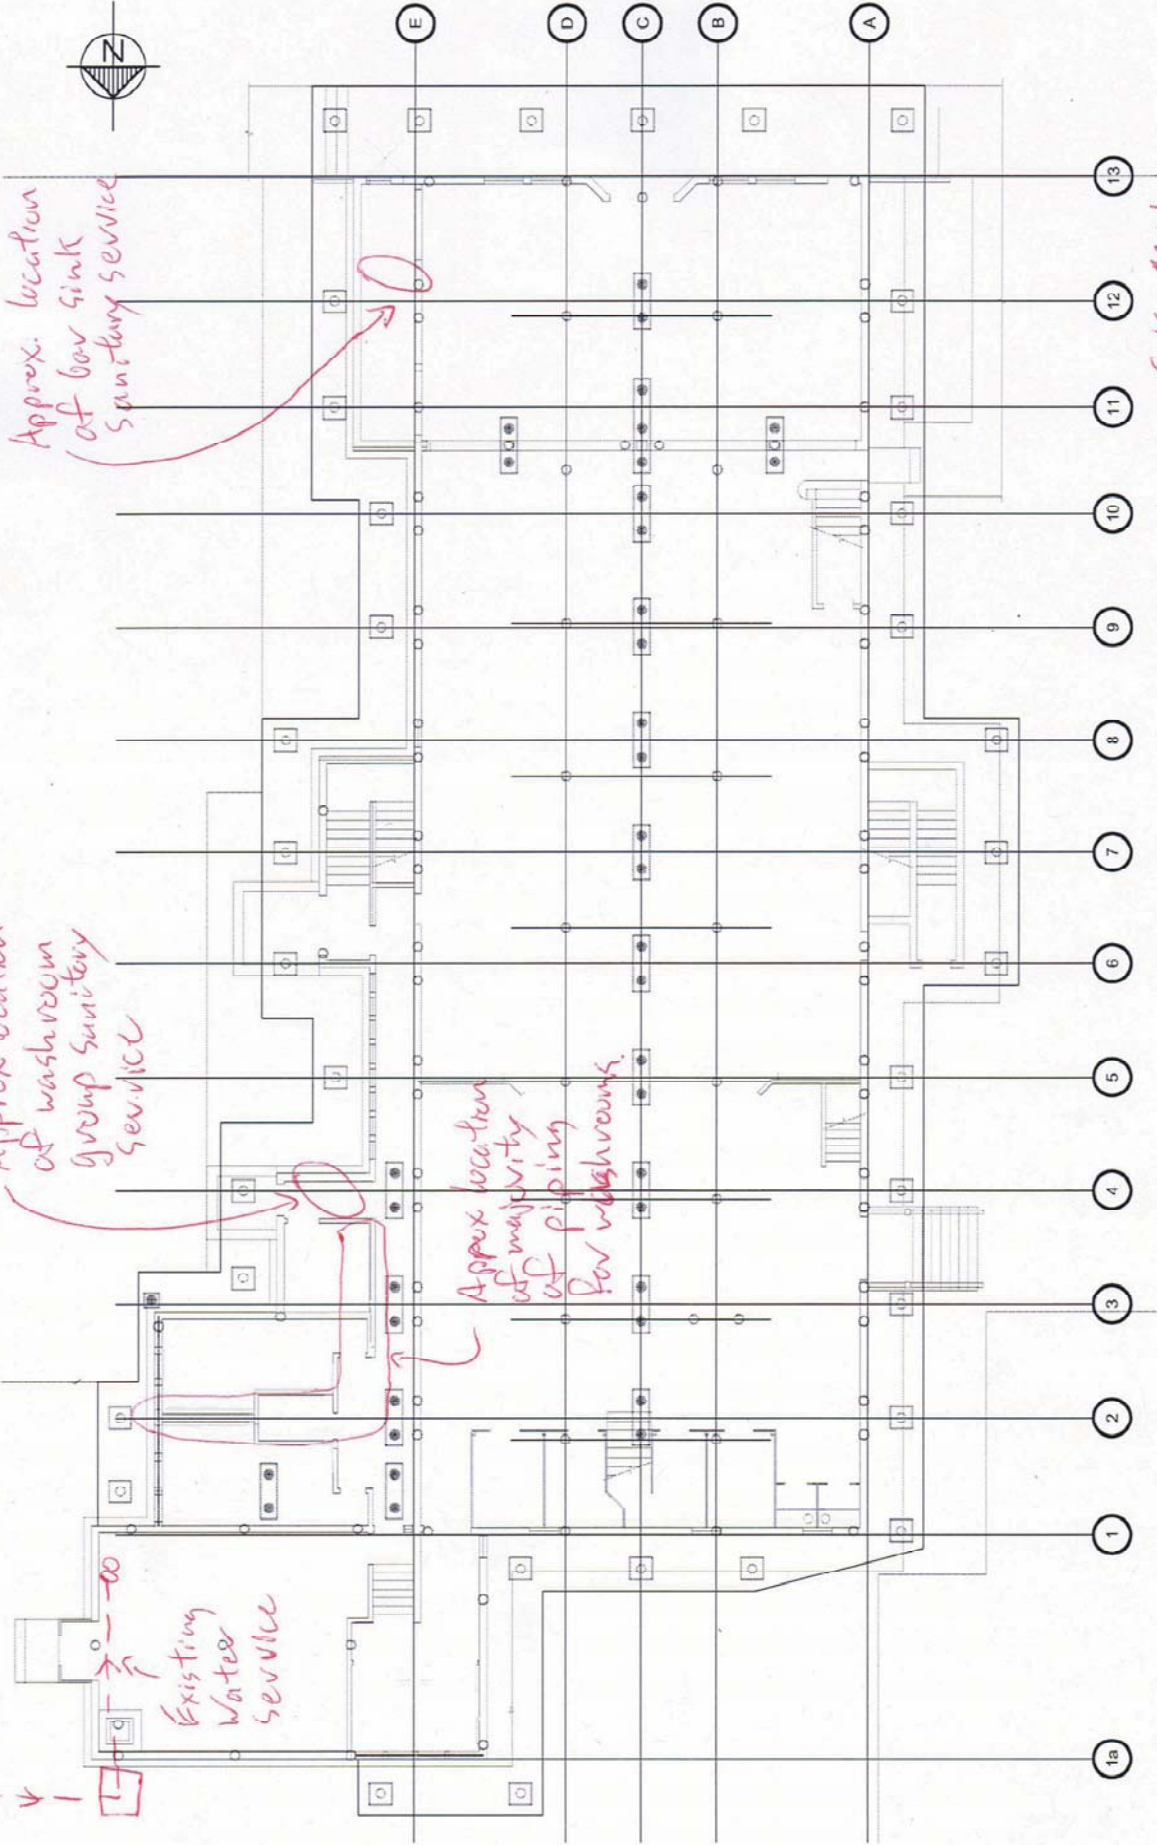 N
E
D
C
B
A
Approx. location
of bar sink
sanitary service
of washroom
group sanitary
service
Approx location
of majority
of piping
for washrooms.
Existing
Water
Service
13
12
11
10
9
8
7
6
5
4
3
2
1
1a